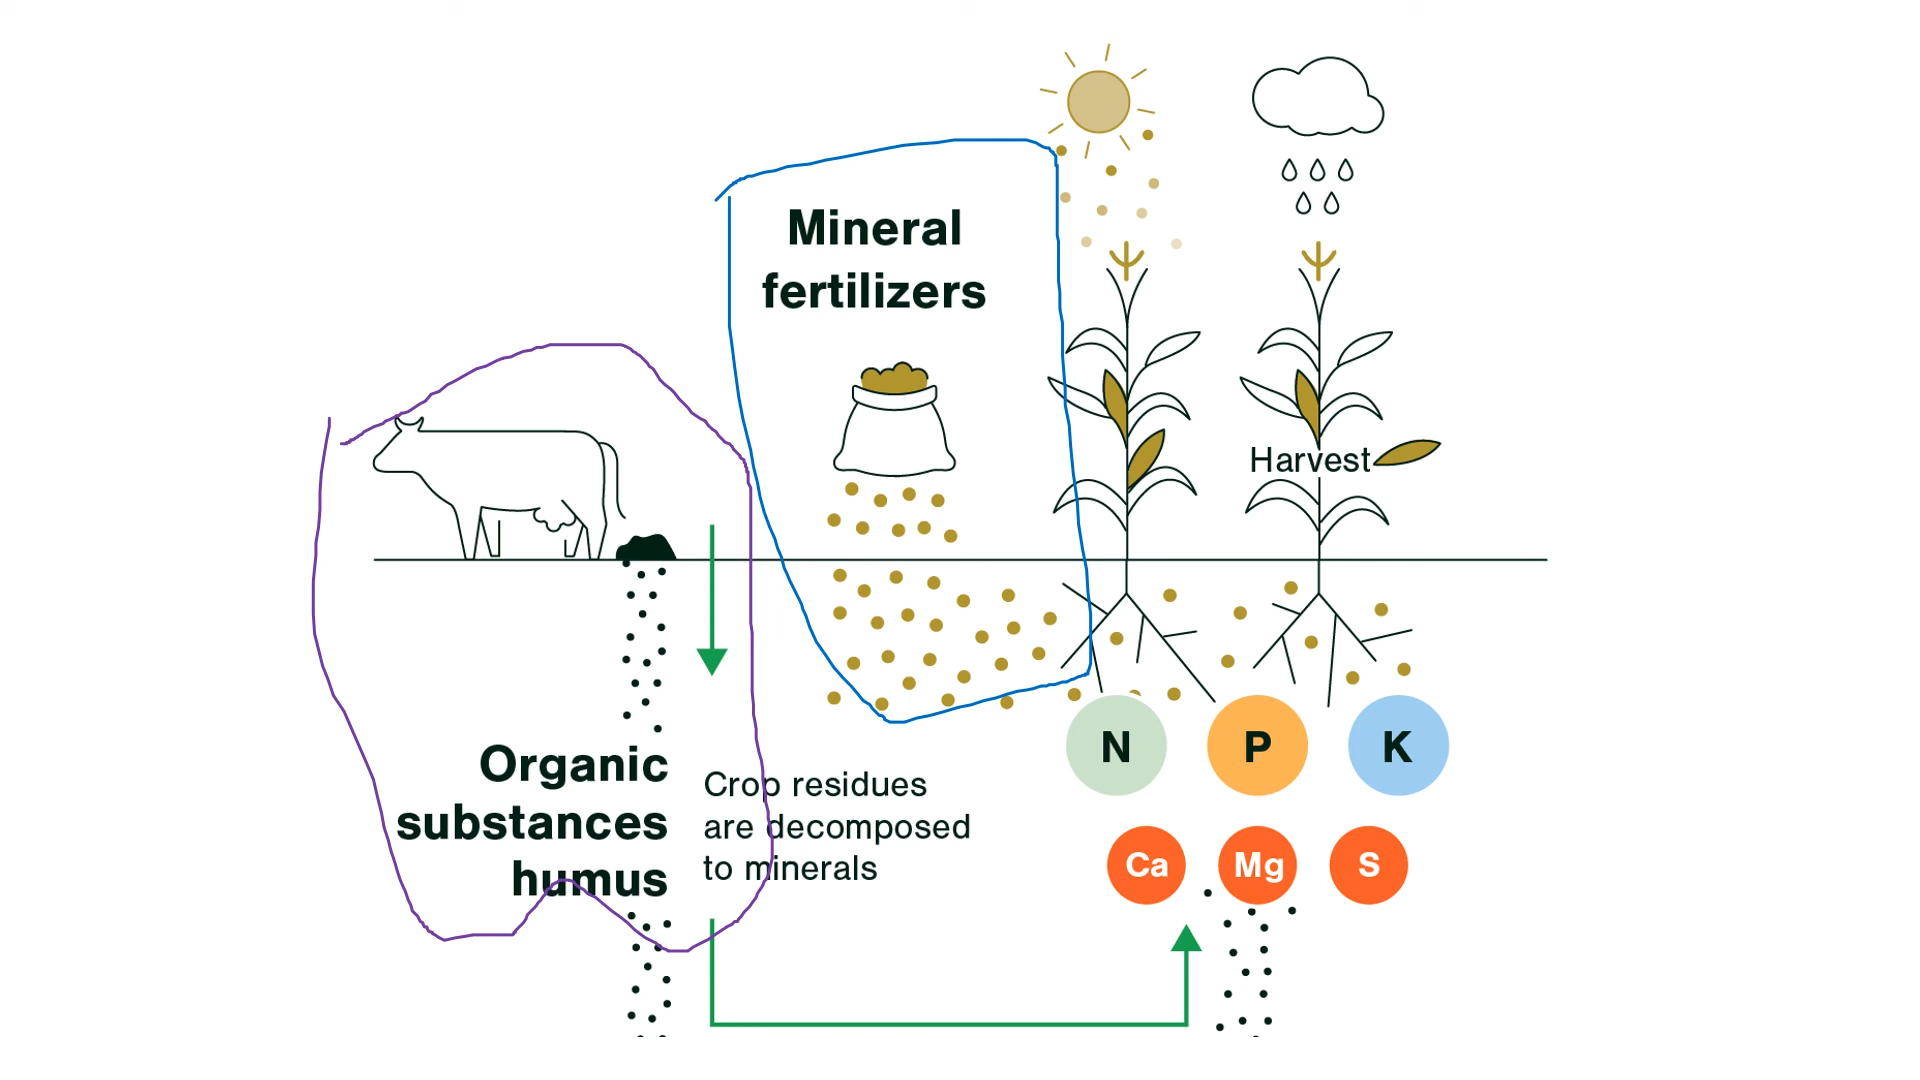 Mineral
fertilizers
Harvest
Organic
substances
humus
Crop residues
are decomposed
to minerals
N P K
Ca Mg S